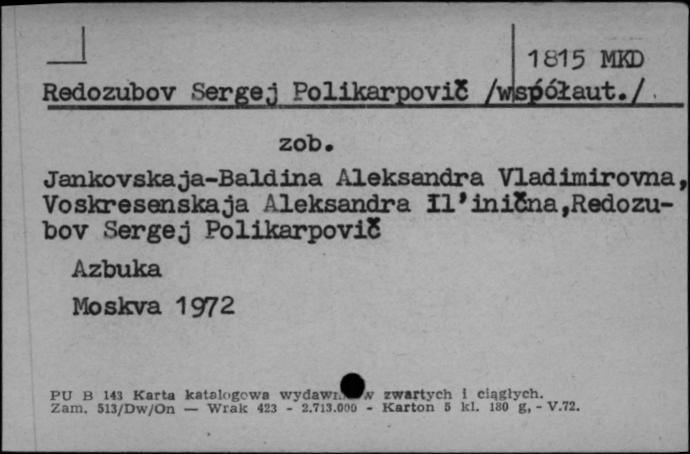 1815 MKD
Redozubov Sergej Polikarpovič /współaut./.
zob.
Jankovskaja-Baldina Aleksandra Vladimirovna,
Voskresenskaja Aleksandra Il'inična,Redozu-
bov Sergej Polikarpovič
Azbuka
Moskva 1972
PU B 143 Karta katalogowa zwartych i ciągłych.
Zam. 513/Dw/On — Wrak 423 - 2.713.000 - Karton 5 kl. 180 g, - V.72.